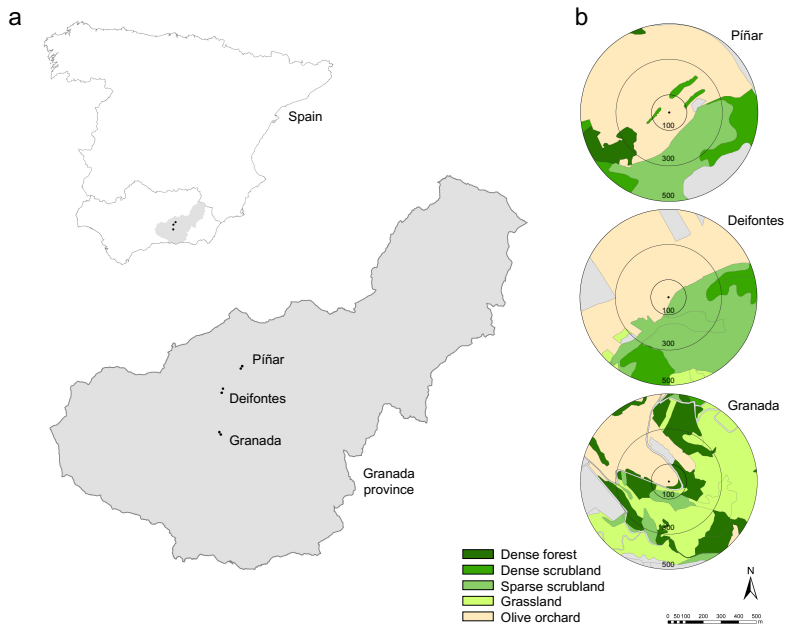 a
Spain
Píñar
Deifontes
Granada
Granada
province
b
Píñar
100
300
500
Deifontes
100
300
500
Granada
100
300
500
Dense forest
Dense scrubland
Sparse scrubland
Grassland
Olive orchard
N
0 50 100 200 300 400 500
m